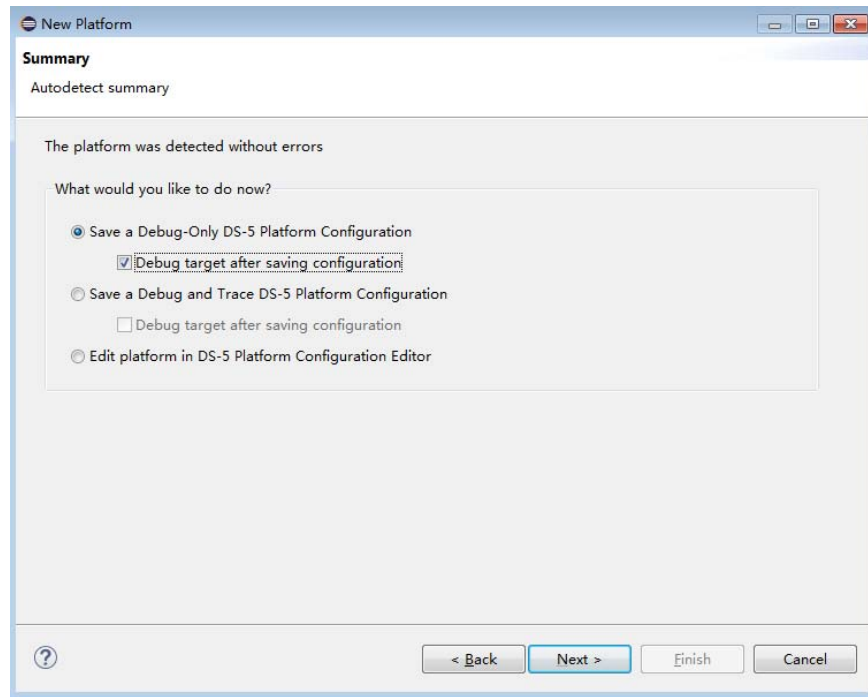 New Platform
Summary
Autodetect summary
The platform was detected without errors
What would you like to do now?
Save a Debug-Only DS-5 Platform Configuration
Debug target after saving configuration
Save a Debug and Trace DS-5 Platform Configuration
Debug target after saving configuration
Edit platform in DS-5 Platform Configuration Editor
?
< Back
Next >
Finish
Cancel